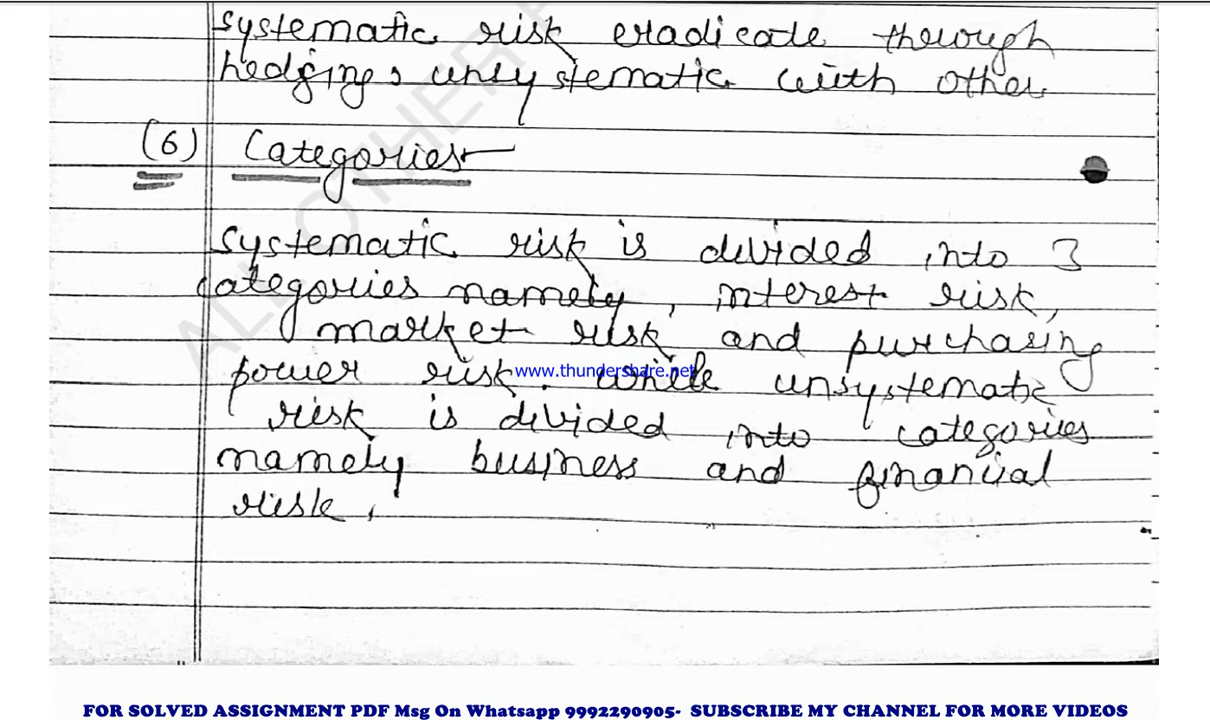 systematic risk eradicate through
hedging, unsystematic with other
(6) Categories
systematic risk is divided into 3
categories namely, interest risk,
market risk and purchasing
power risk. while unsystematic
www.thundershare.net
risk is divided into categories
namely business and financial
risk.
FOR SOLVED ASSIGNMENT PDF Msg On Whatsapp 9992290905- SUBSCRIBE MY CHANNEL FOR MORE VIDEOS